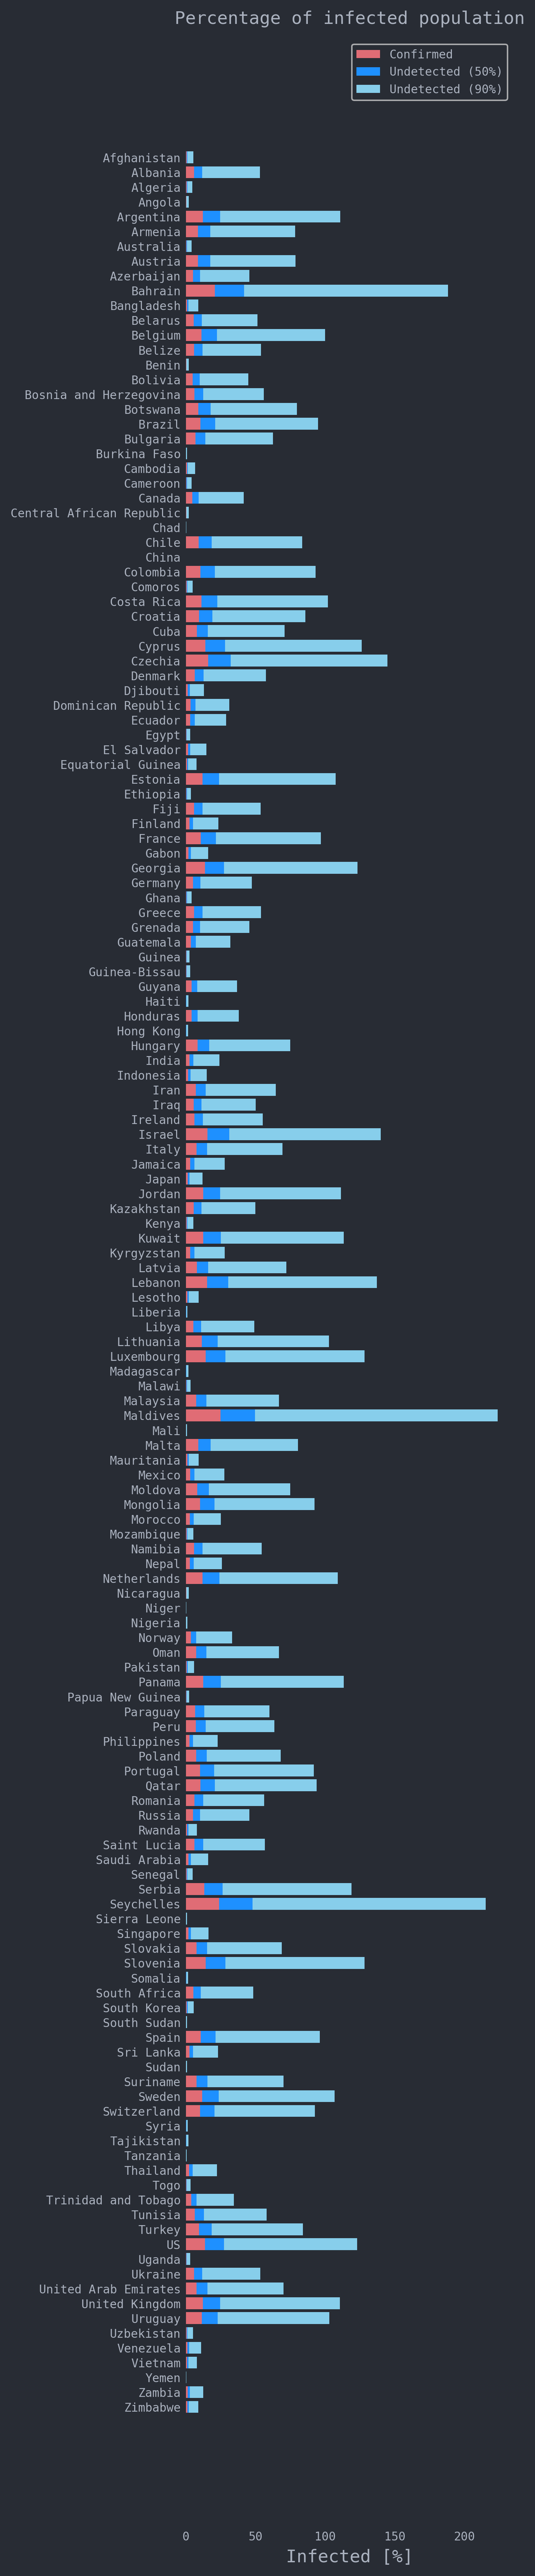 Percentage of infected population
Confirmed
Undetected (50%)
Undetected (90%)
Afghanistan
Albania
Algeria
Angola
Argentina
Armenia
Australia
Austria
Azerbaijan
Bahrain
Bangladesh
Belarus
Belgium
Belize
Benin
Bolivia
Bosnia and Herzegovina
Botswana
Brazil
Bulgaria
Burkina Faso
Cambodia
Cameroon
Canada
Central African Republic
Chad
Chile
China
Colombia
Comoros
Costa Rica
Croatia
Cuba
Cyprus
Czechia
Denmark
Djibouti
Dominican Republic
Ecuador
Egypt
El Salvador
Equatorial Guinea
Estonia
Ethiopia
Fiji
Finland
France
Gabon
Georgia
Germany
Ghana
Greece
Grenada
Guatemala
Guinea
Guinea-Bissau
Guyana
Haiti
Honduras
Hong Kong
Hungary
India
Indonesia
Iran
Iraq
Ireland
Israel
Italy
Jamaica
Japan
Jordan
Kazakhstan
Kenya
Kuwait
Kyrgyzstan
Latvia
Lebanon
Lesotho
Liberia
Libya
Lithuania
Luxembourg
Madagascar
Malawi
Malaysia
Maldives
Mali
Malta
Mauritania
Mexico
Moldova
Mongolia
Morocco
Mozambique
Namibia
Nepal
Netherlands
Nicaragua
Niger
Nigeria
Norway
Oman
Pakistan
Panama
Papua New Guinea
Paraguay
Peru
Philippines
Poland
Portugal
Qatar
Romania
Russia
Rwanda
Saint Lucia
Saudi Arabia
Senegal
Serbia
Seychelles
Sierra Leone
Singapore
Slovakia
Slovenia
Somalia
South Africa
South Korea
South Sudan
Spain
Sri Lanka
Sudan
Suriname
Sweden
Switzerland
Syria
Tajikistan
Tanzania
Thailand
Togo
Trinidad and Tobago
Tunisia
Turkey
US
Uganda
Ukraine
United Arab Emirates
United Kingdom
Uruguay
Uzbekistan
Venezuela
Vietnam
Yemen
Zambia
Zimbabwe
0 50 100 150 200
Infected [%]